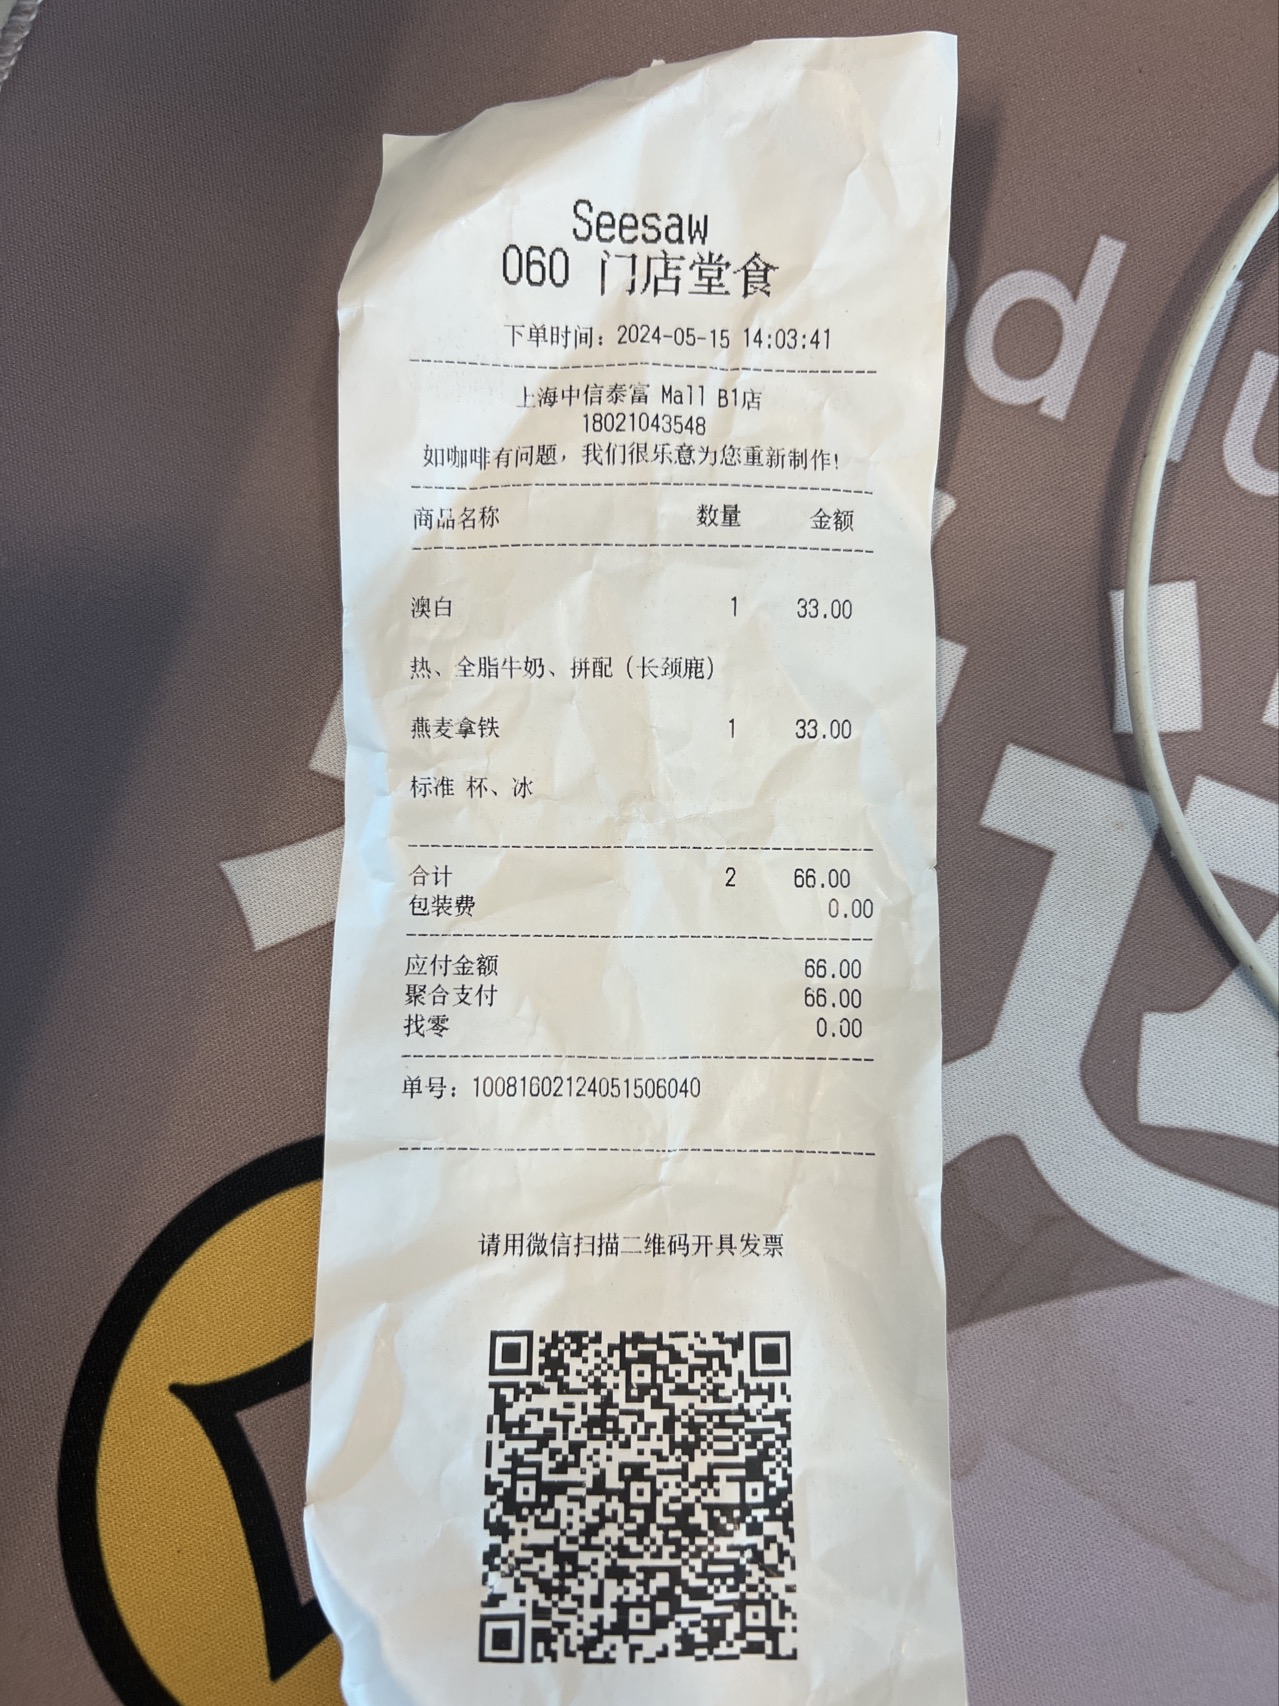 Seesaw
060 门店堂食
下单时间：2024-05-15 14:03:41
上海中信泰富 Mall B1店
18021043548
如咖啡有问题，我们很乐意为您重新制作！
商品名称 数量 金额
澳白 1 33.00
热、全脂牛奶、拼配（长颈鹿）
燕麦拿铁 1 33.00
标准 杯、冰
合计 2 66.00
包装费 0.00
应付金额 66.00
聚合支付 66.00
找零 0.00
单号：10081602124051506040
请用微信扫描二维码开具发票